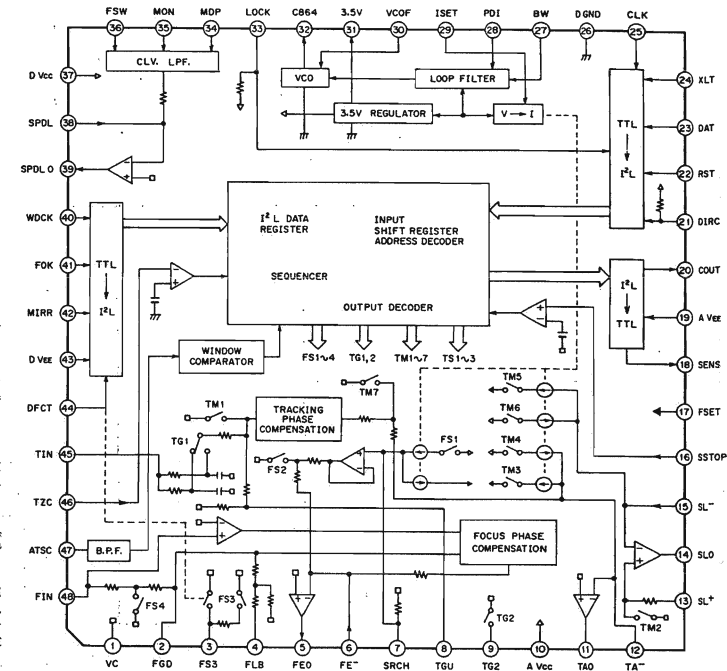 FSW MON MDP LOCK C864 3.5V VCOF ISET PDI BW DGND CLK
36 35 34 33 32 31 30 29 28 27 26 25
CLV. LPF.
D Vcc 37
VCO
LOOP FILTER
24 XLT
SPDL 38
3.5V REGULATOR
V → I
TTL ↓ I²L
23 DAT
SPDL O 39
22 RST
21 DIRC
WDCK 40
FOK 41
TTL ↓ I²L
MIRR 42
D VEE 43
I²L DATA REGISTER
INPUT SHIFT REGISTER ADDRESS DECODER
SEQUENCER
OUTPUT DECODER
I²L ↓ TTL
20 COUT
19 A VEE
18 SENS
WINDOW COMPARATOR
FS1~4 TG1,2 TM1~7 TS1~3
DFCT 44
TM1
TRACKING PHASE COMPENSATION
TM7
TM5
17 FSET
TIN 45
TG1
FS2
FS1
TM6
TM4
TM3
16 SSTOP
TZC 46
15 SL⁻
ATSC 47
B.P.F.
FOCUS PHASE COMPENSATION
14 SLO
FIN 48
FS4
FS3
TG2
13 SL⁺
TM2
1 2 3 4 5 6 7 8 9 10 11 12
VC FGD FS3 FLB FEO FE⁻ SRCH TGU TG2 A Vcc TAO TA⁻